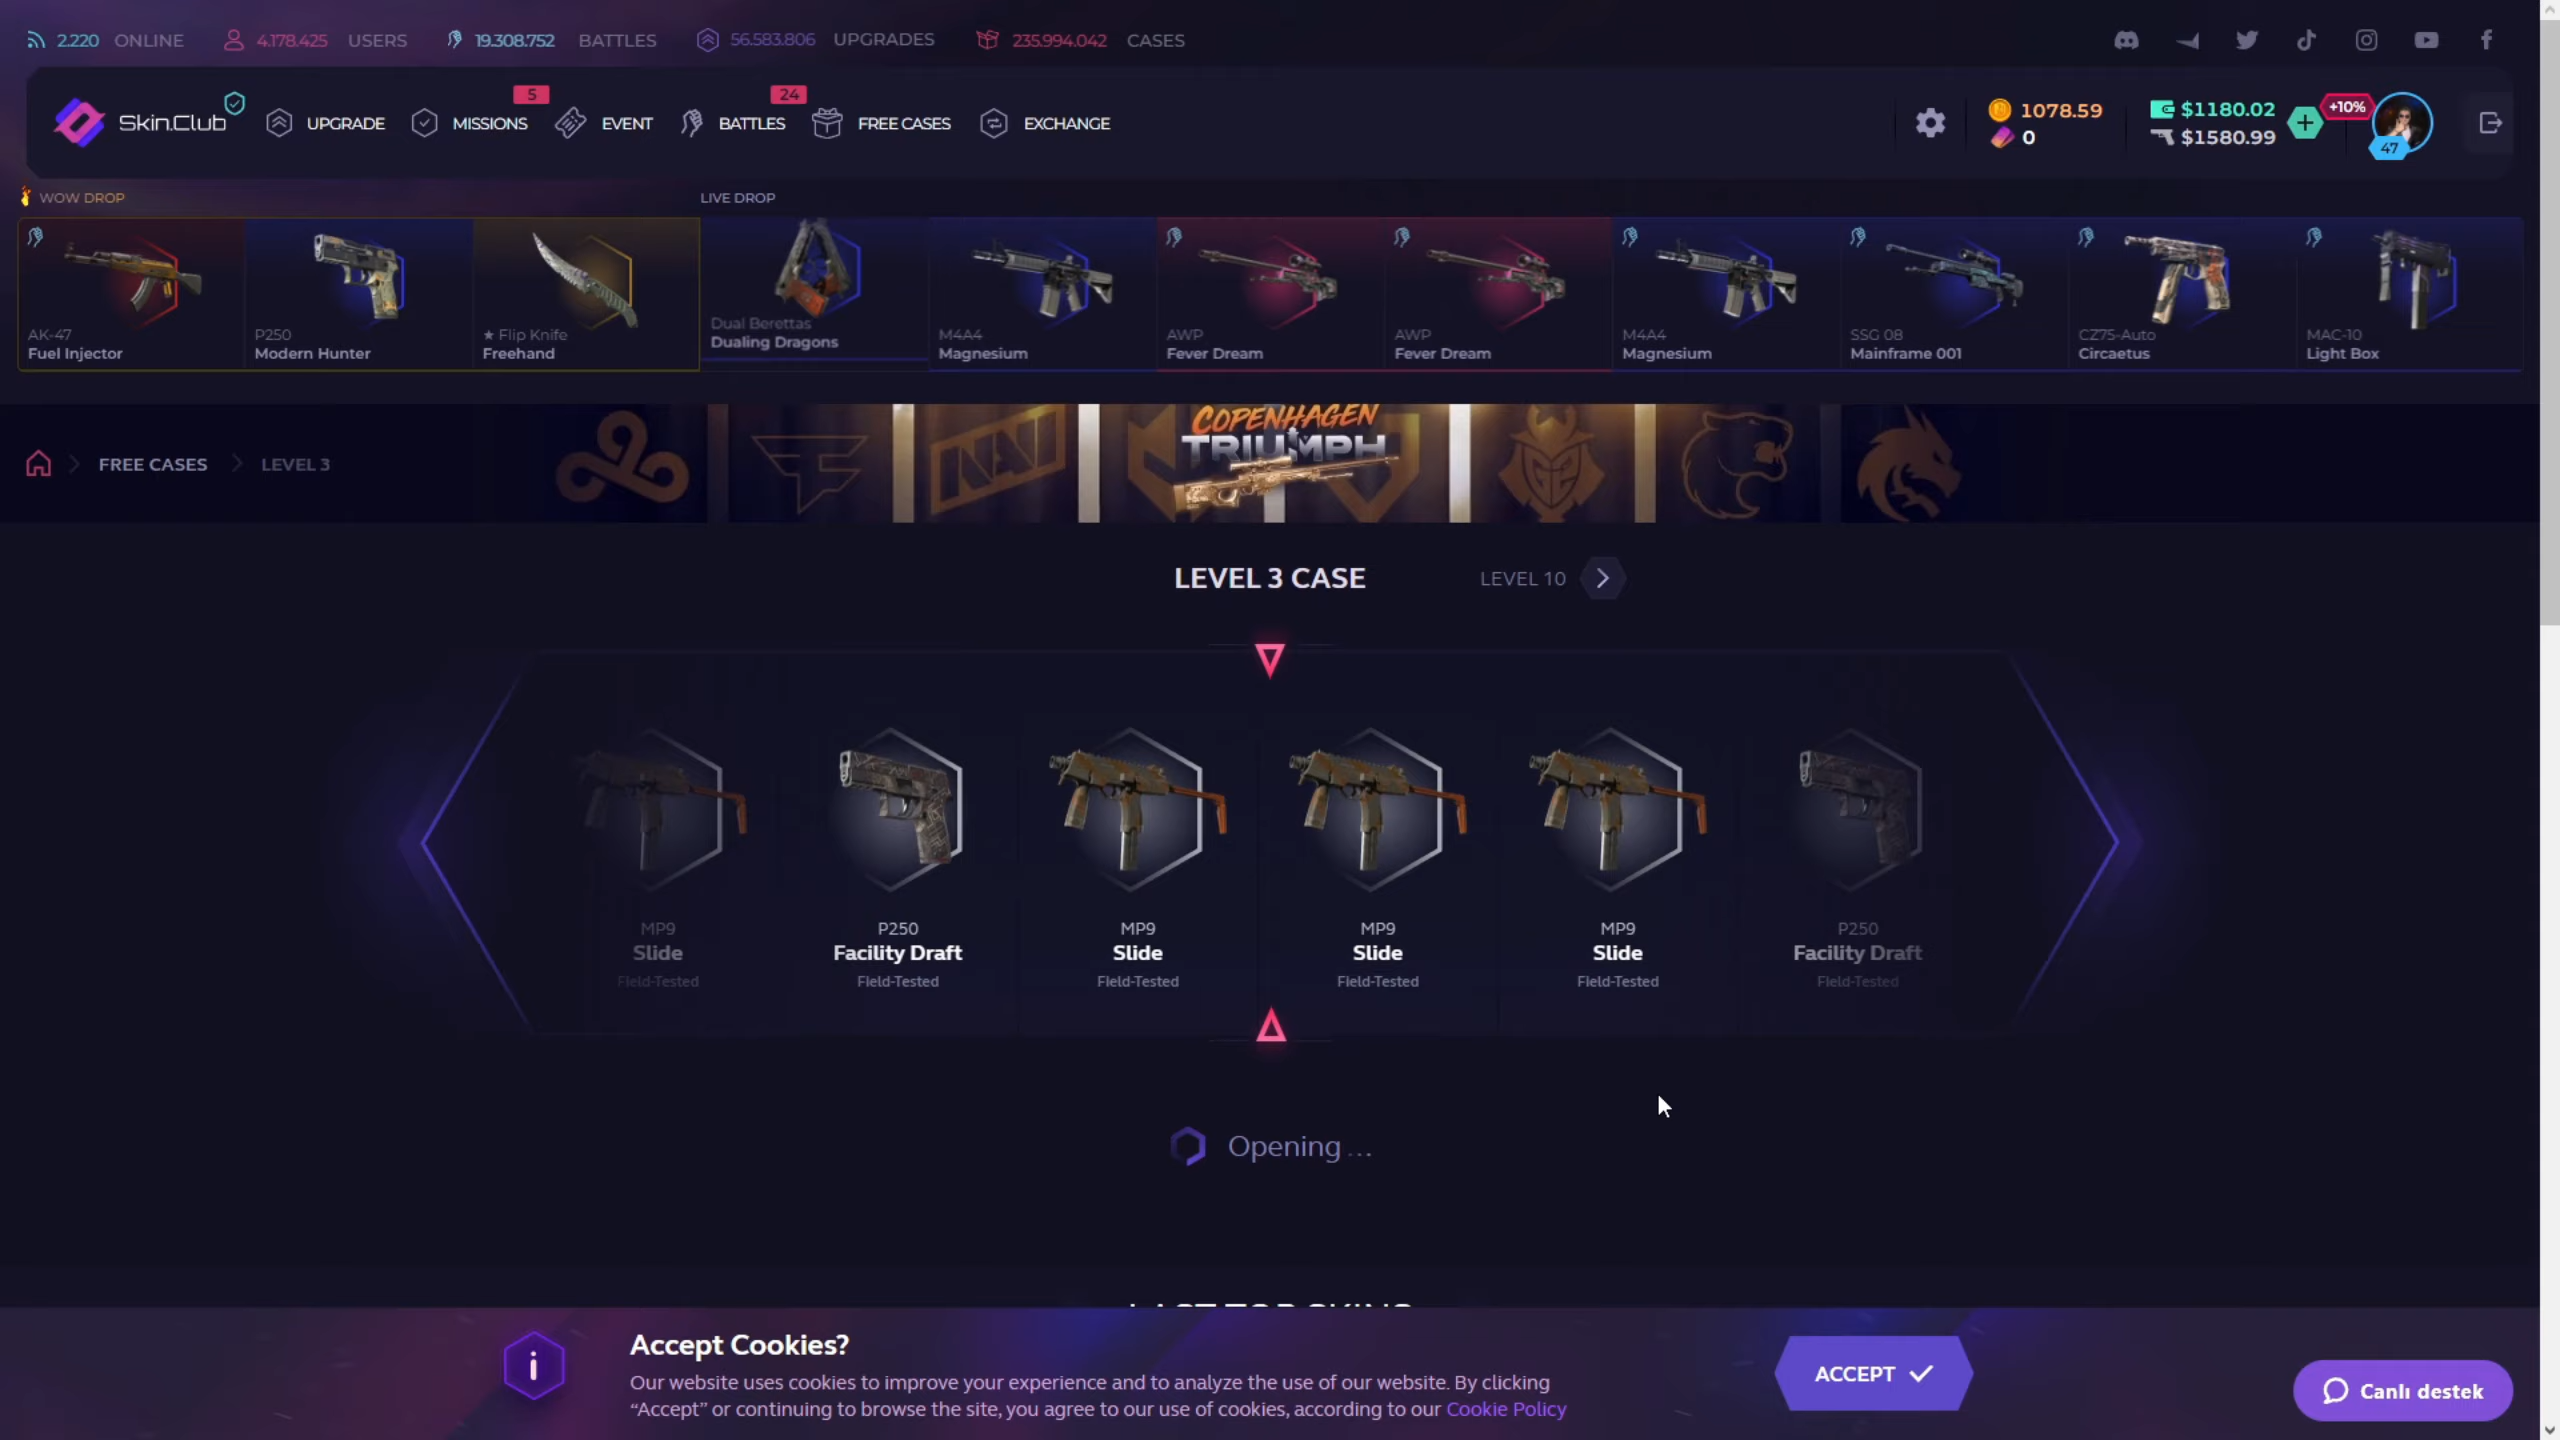 2.220 ONLINE 4.178.425 USERS 19.308.752 BATTLES 56.583.806 UPGRADES 235.994.042 CASES
Skin.Club
UPGRADE
5
MISSIONS
EVENT
24
BATTLES
FREE CASES
EXCHANGE
1078.59
0
$1180.02
$1580.99
+10%
47
WOW DROP
LIVE DROP
AK-47
Fuel Injector
P250
Modern Hunter
★ Flip Knife
Freehand
Dual Berettas
Dualing Dragons
M4A4
Magnesium
AWP
Fever Dream
AWP
Fever Dream
M4A4
Magnesium
SSG 08
Mainframe 001
CZ75-Auto
Circaetus
MAC-10
Light Box
FREE CASES
LEVEL 3
NAVI
COPENHAGEN
TRIUMPH
G2
LEVEL 3 CASE
LEVEL 10
MP9
Slide
Field-Tested
P250
Facility Draft
Field-Tested
MP9
Slide
Field-Tested
MP9
Slide
Field-Tested
MP9
Slide
Field-Tested
P250
Facility Draft
Field-Tested
Opening ...
Accept Cookies?
Our website uses cookies to improve your experience and to analyze the use of our website. By clicking
“Accept” or continuing to browse the site, you agree to our use of cookies, according to our Cookie Policy
ACCEPT
Canlı destek